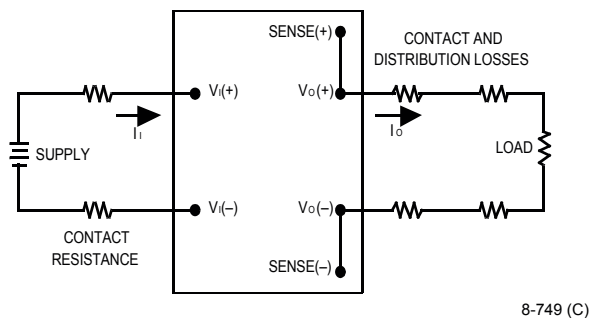 SENSE(+)
CONTACT AND
DISTRIBUTION LOSSES
VI(+)
VO(+)
II
IO
SUPPLY
LOAD
VI(–)
VO(–)
CONTACT
RESISTANCE
SENSE(–)
8-749 (C)